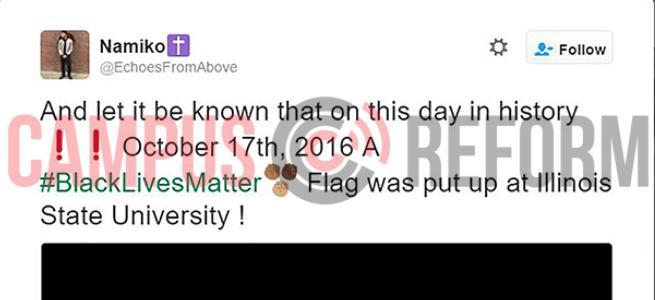 Namiko✝️
@EchoesFromAbove
Follow
And let it be known that on this day in history
❗❗ October 17th, 2016 A
#BlackLivesMatter✊🏿✊🏾✊🏽 Flag was put up at Illinois
State University !
CAMPUS REFORM